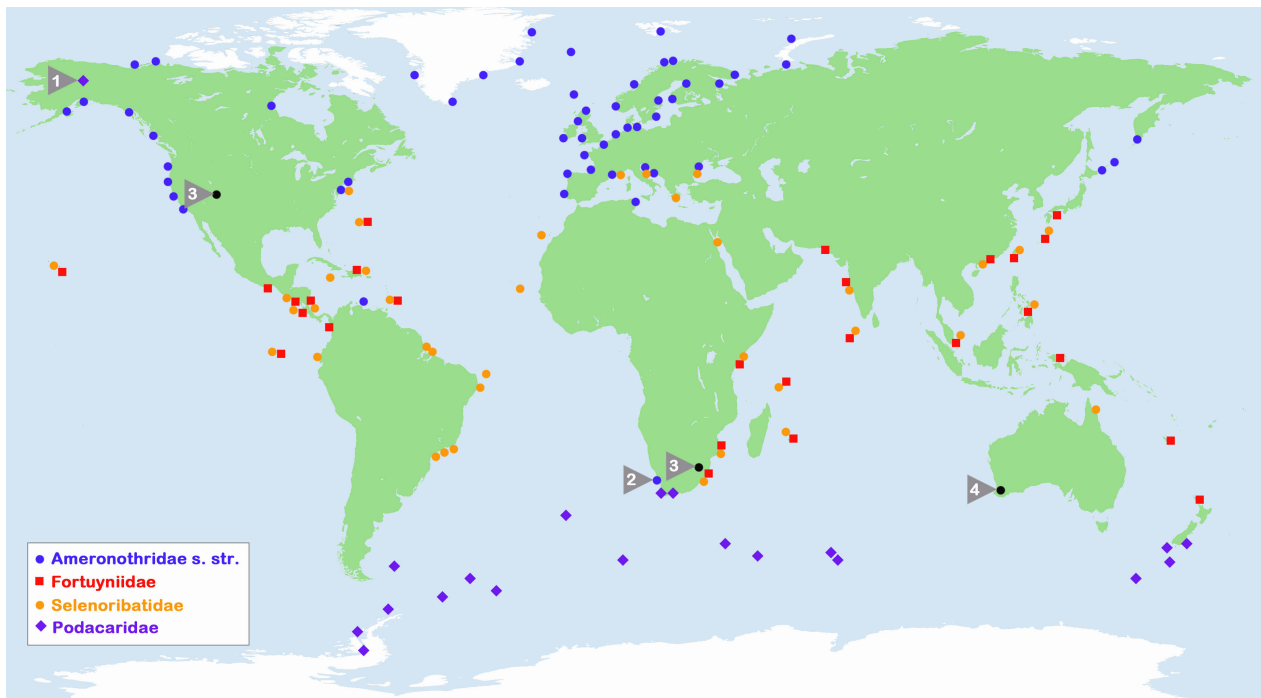 1
3
2
3
4
Ameronothridae s. str.
Fortuyniidae
Selenoribatidae
Podacaridae